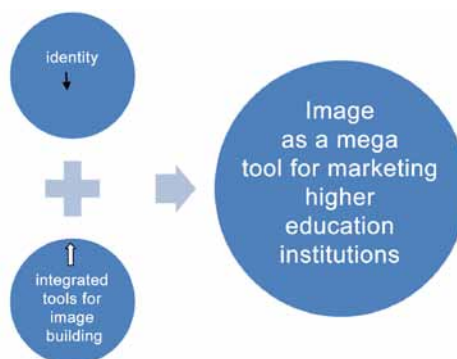 identity
integrated
tools for
image
building
Image
as a mega
tool for marketing
higher
education
institutions